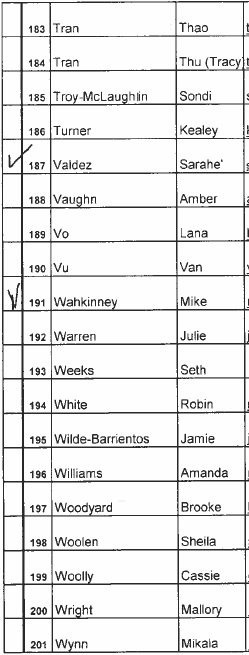 183 Tran Thao
184 Tran Thu (Tracy)
185 Troy-McLaughlin Sondi
186 Turner Kealey
✓ 187 Valdez Sarahe'
188 Vaughn Amber
189 Vo Lana
190 Vu Van
✓ 191 Wahkinney Mike
192 Warren Julie
193 Weeks Seth
194 White Robin
195 Wilde-Barrientos Jamie
196 Williams Amanda
197 Woodyard Brooke
198 Woolen Sheila
199 Woolly Cassie
200 Wright Mallory
201 Wynn Mikala